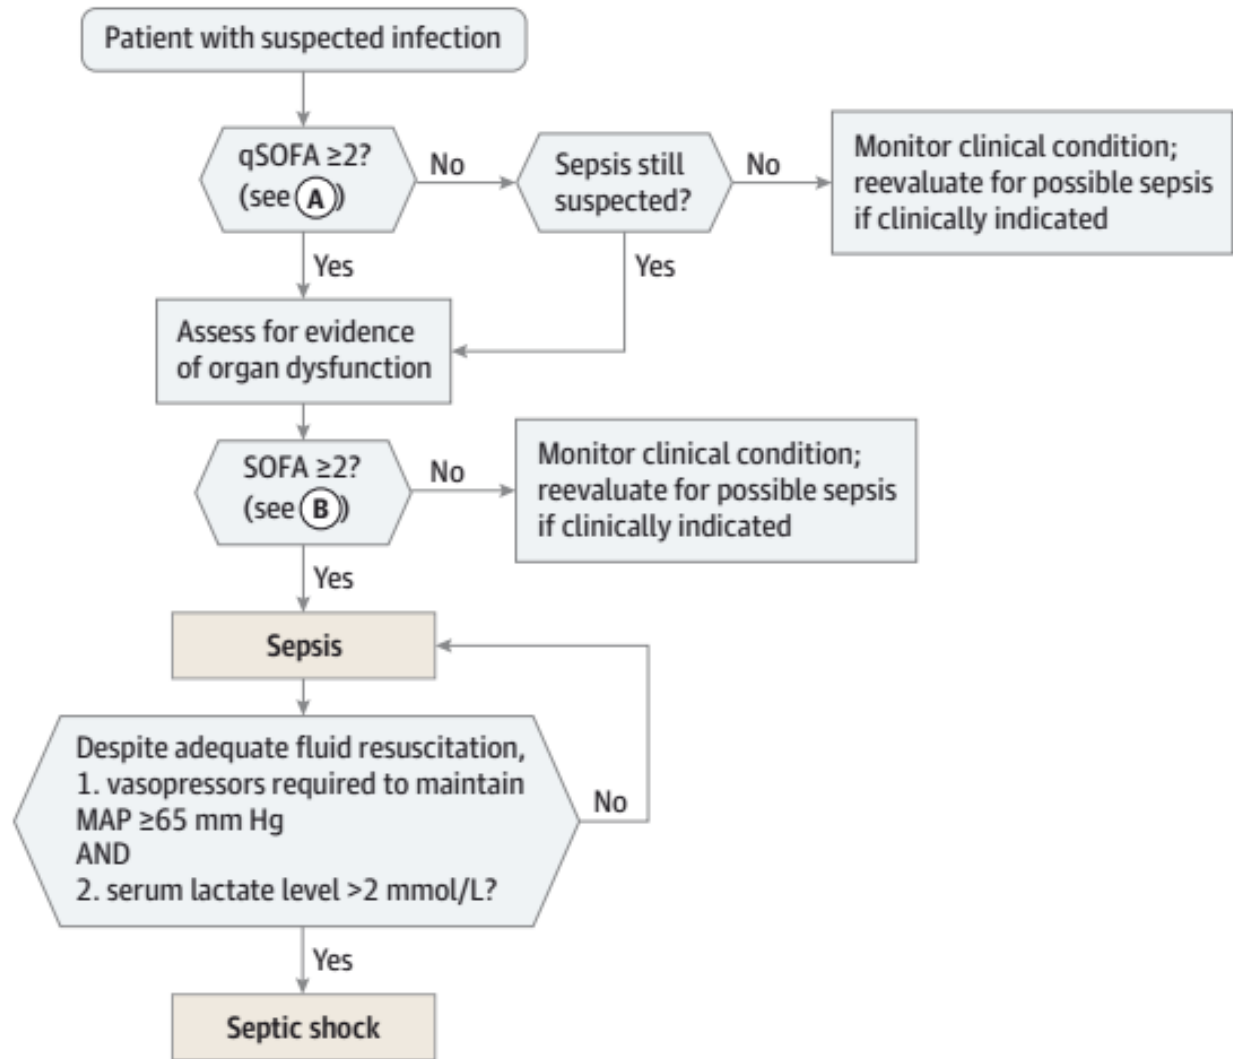 Patient with suspected infection
qSOFA ≥2?
(see A)
No
Sepsis still
suspected?
No
Monitor clinical condition;
reevaluate for possible sepsis
if clinically indicated
Yes
Yes
Assess for evidence
of organ dysfunction
SOFA ≥2?
(see B)
No
Monitor clinical condition;
reevaluate for possible sepsis
if clinically indicated
Yes
Sepsis
Despite adequate fluid resuscitation,
1. vasopressors required to maintain
MAP ≥65 mm Hg
AND
2. serum lactate level >2 mmol/L?
No
Yes
Septic shock